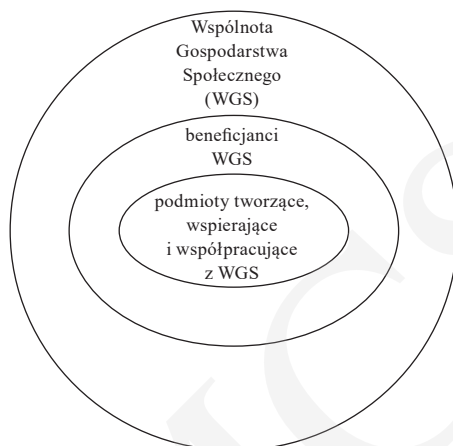 Wspólnota
Gospodarstwa
Społecznego
(WGS)
beneficjanci
WGS
podmioty tworzące,
wspierające
i współpracujące
z WGS